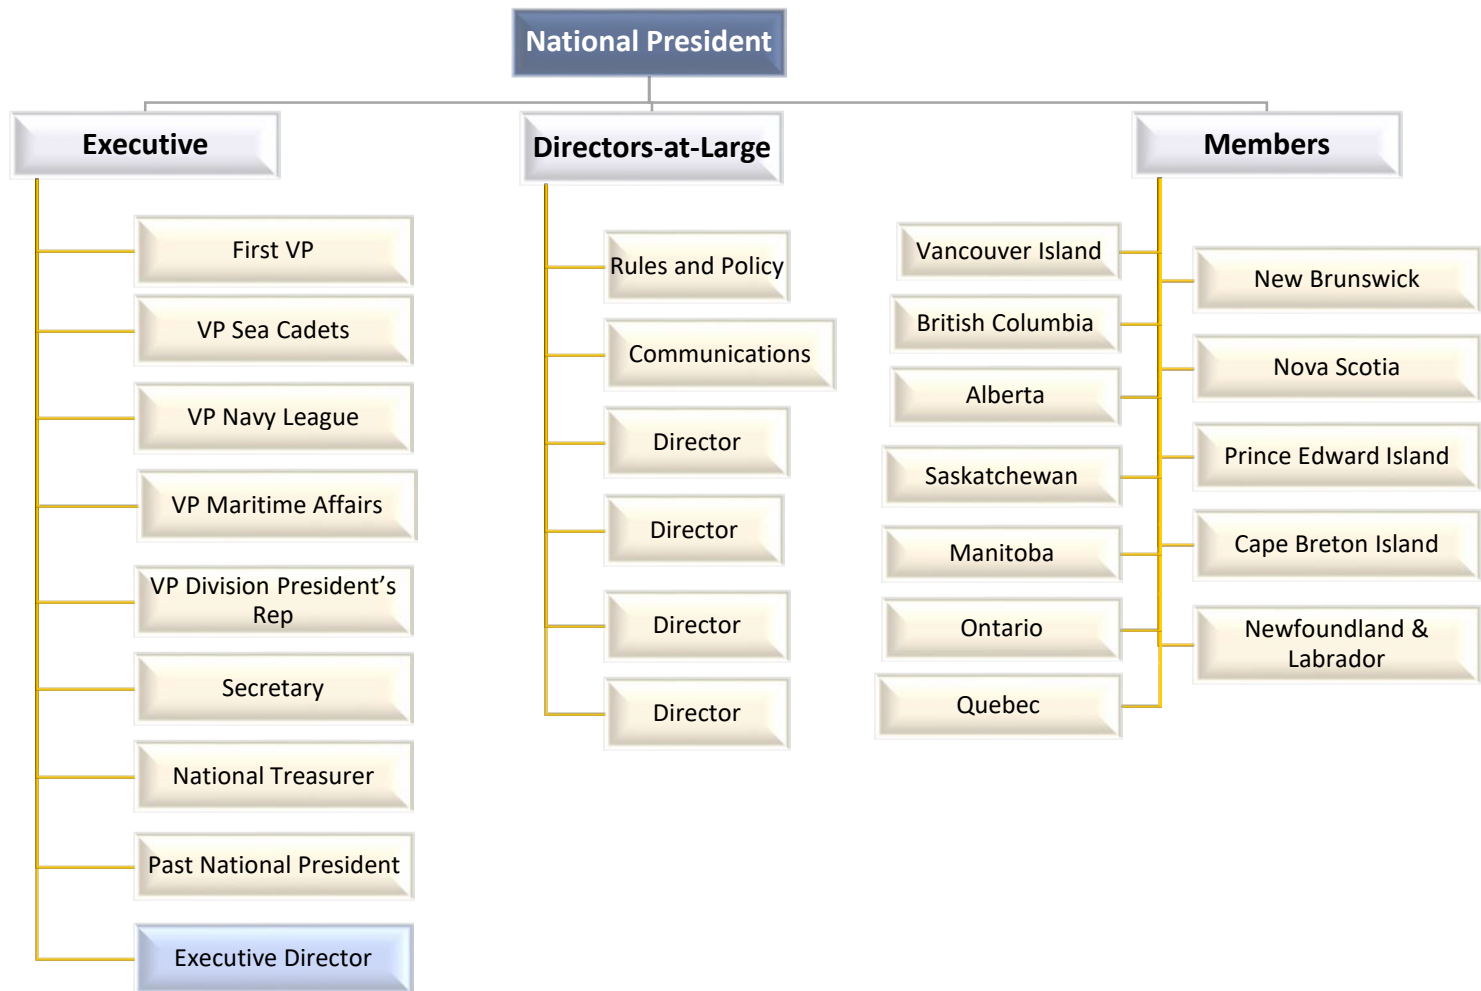 National President
Executive
First VP
VP Sea Cadets
VP Navy League
VP Maritime Affairs
VP Division President’s
Rep
Secretary
National Treasurer
Past National President
Executive Director
Directors-at-Large
Rules and Policy
Communications
Director
Director
Director
Director
Members
Vancouver Island
British Columbia
Alberta
Saskatchewan
Manitoba
Ontario
Quebec
New Brunswick
Nova Scotia
Prince Edward Island
Cape Breton Island
Newfoundland &
Labrador